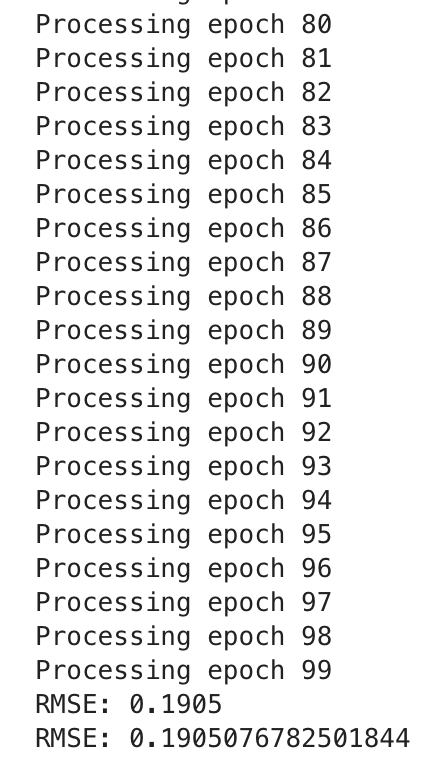 Processing epoch 80
Processing epoch 81
Processing epoch 82
Processing epoch 83
Processing epoch 84
Processing epoch 85
Processing epoch 86
Processing epoch 87
Processing epoch 88
Processing epoch 89
Processing epoch 90
Processing epoch 91
Processing epoch 92
Processing epoch 93
Processing epoch 94
Processing epoch 95
Processing epoch 96
Processing epoch 97
Processing epoch 98
Processing epoch 99
RMSE: 0.1905
RMSE: 0.1905076782501844